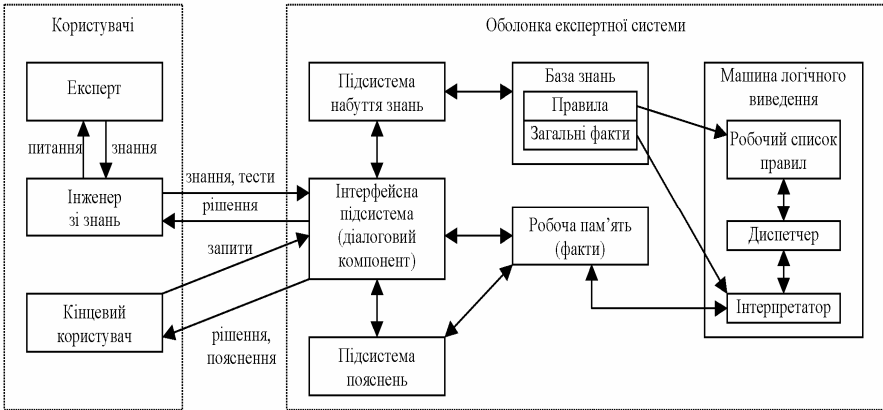 Користувачі
Експерт
питання
знання
Інженер
зі знань
Кінцевий
користувач
знання, тести
рішення
запити
рішення,
пояснення
Оболонка експертної системи
Підсистема
набуття знань
Інтерфейсна
підсистема
(діалоговий
компонент)
Підсистема
пояснень
База знань
Правила
Загальні факти
Робоча пам’ять
(факти)
Машина логічного
виведення
Робочий список
правил
Диспетчер
Інтерпретатор